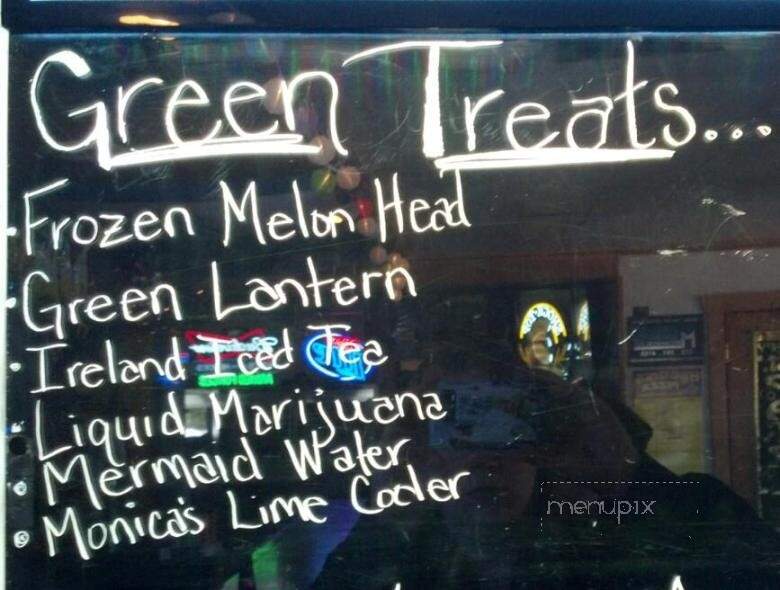 Green Treats...
· Frozen Melon Head
· Green Lantern
· Ireland Iced Tea
· Liquid Marijuana
· Mermaid Water
· Monica's Lime Cooler
menupix